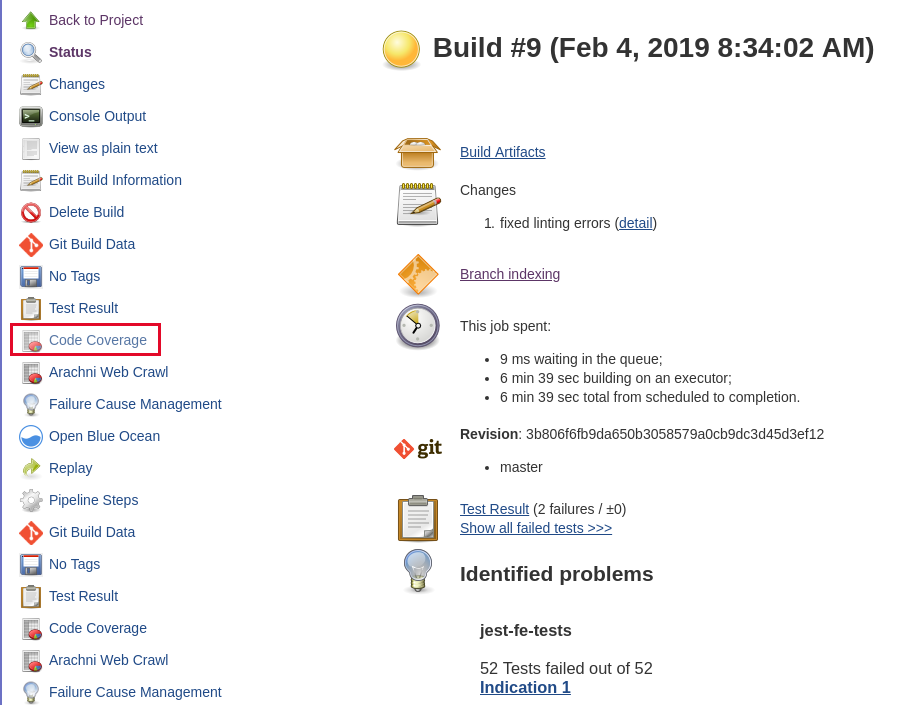 Back to Project
Status
Changes
Console Output
View as plain text
Edit Build Information
Delete Build
Git Build Data
No Tags
Test Result
Code Coverage
Arachni Web Crawl
Failure Cause Management
Open Blue Ocean
Replay
Pipeline Steps
Git Build Data
No Tags
Test Result
Code Coverage
Arachni Web Crawl
Failure Cause Management
Build #9 (Feb 4, 2019 8:34:02 AM)
Build Artifacts
Changes
1. fixed linting errors (detail)
Branch indexing
This job spent:
• 9 ms waiting in the queue;
• 6 min 39 sec building on an executor;
• 6 min 39 sec total from scheduled to completion.
git
Revision: 3b806f6fb9da650b3058579a0cb9dc3d45d3ef12
• master
Test Result (2 failures / ±0)
Show all failed tests >>>
Identified problems
jest-fe-tests
52 Tests failed out of 52
Indication 1